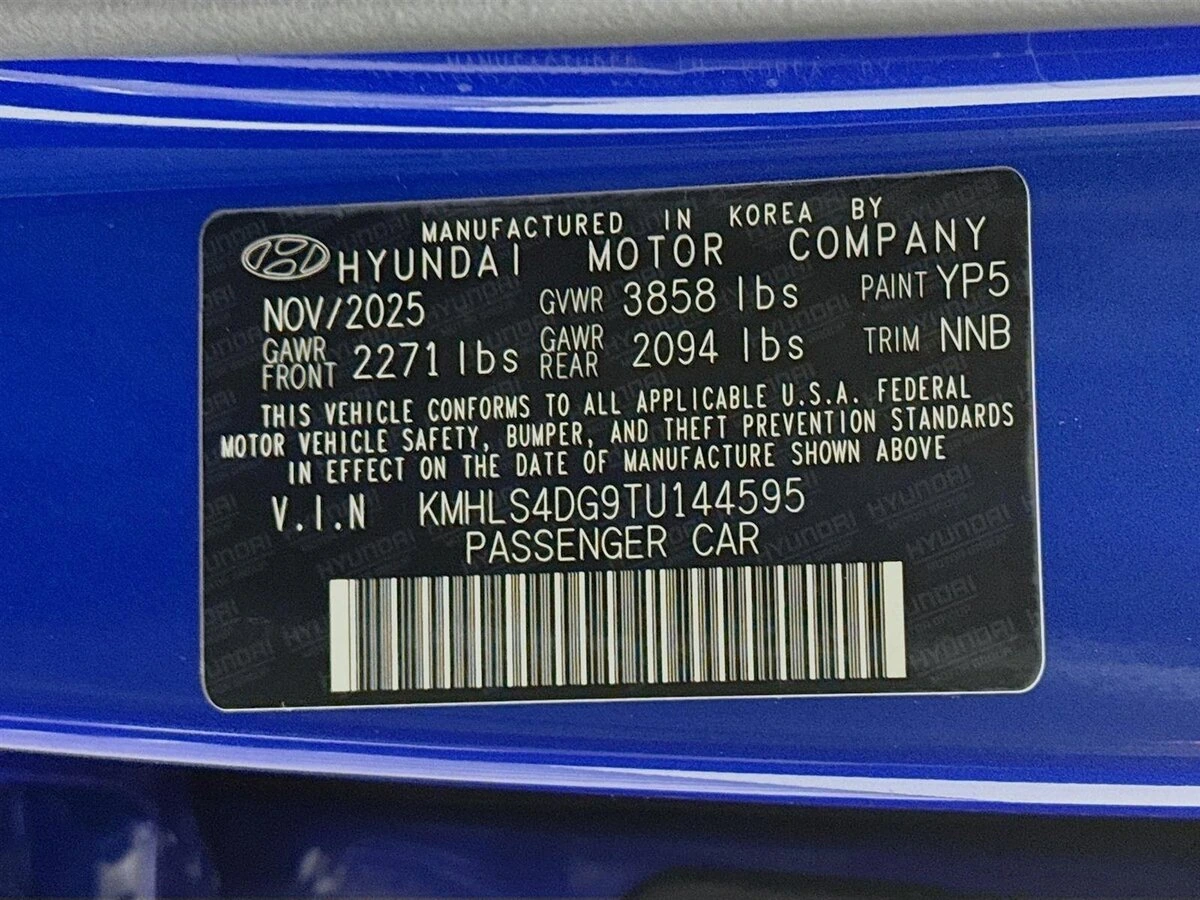 MANUFACTURED IN KOREA BY
HYUNDAI MOTOR COMPANY
NOV/2025 GVWR 3858 lbs PAINT YP5
GAWR FRONT 2271 lbs GAWR REAR 2094 lbs TRIM NNB
THIS VEHICLE CONFORMS TO ALL APPLICABLE U.S.A. FEDERAL
MOTOR VEHICLE SAFETY, BUMPER, AND THEFT PREVENTION STANDARDS
IN EFFECT ON THE DATE OF MANUFACTURE SHOWN ABOVE
V.I.N KMHLS4DG9TU144595
PASSENGER CAR